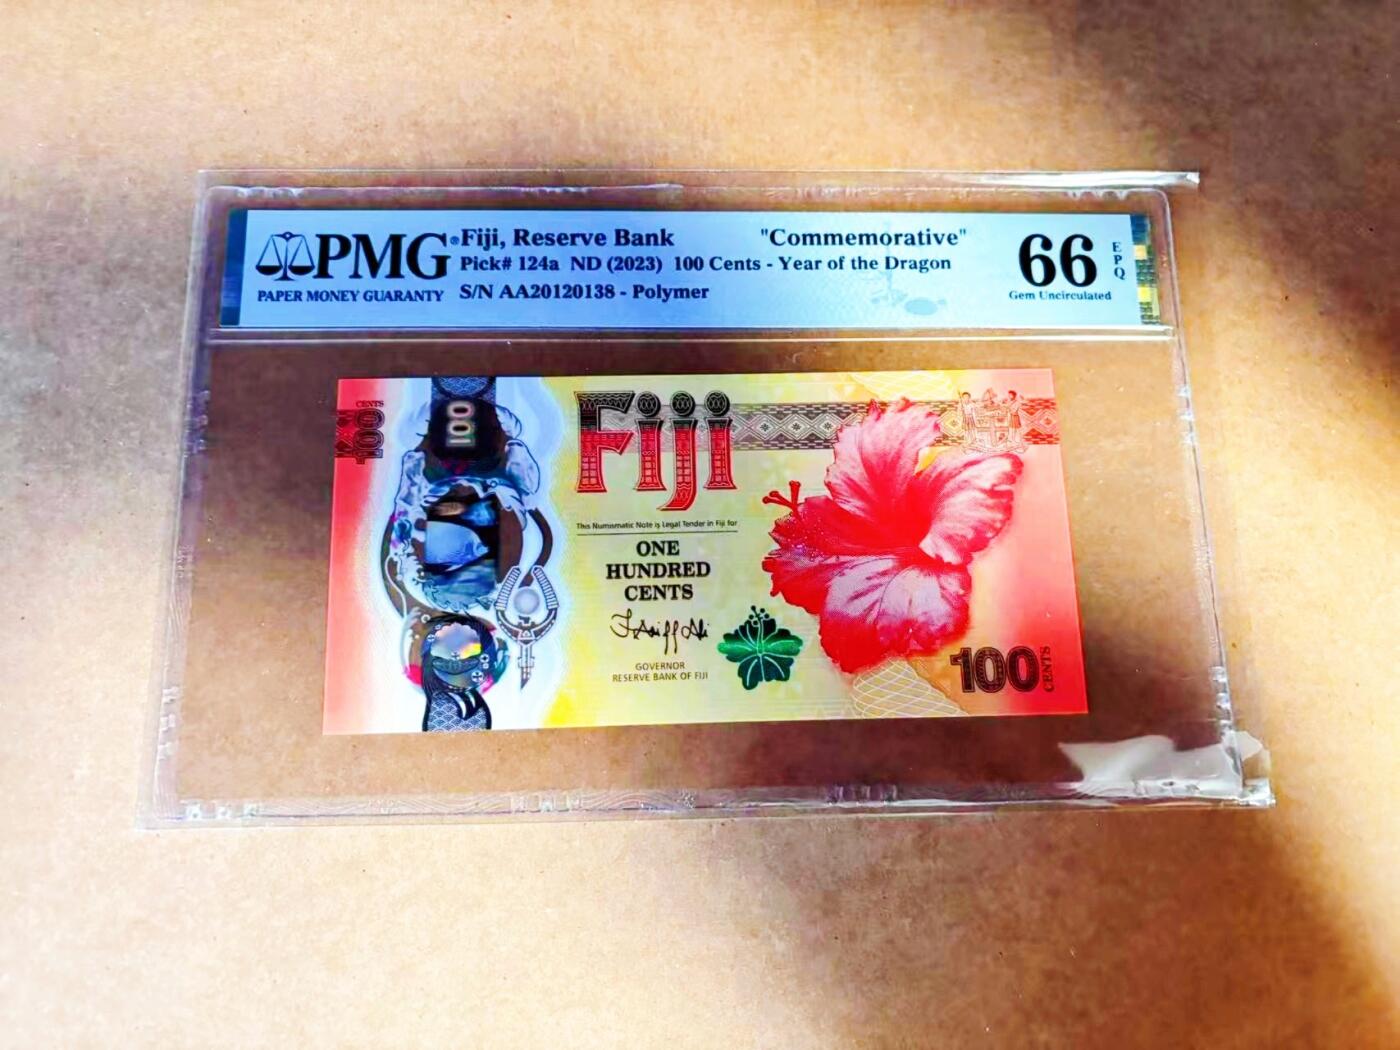 PMG
PAPER MONEY GUARANTY
Fiji, Reserve Bank "Commemorative"
Pick# 124a ND (2023) 100 Cents - Year of the Dragon
S/N AA20120138 - Polymer
66
Gem Uncirculated
EPQ
CENTS
100
100
Fiji
This Numismatic Note is Legal Tender in Fiji for
ONE
HUNDRED
CENTS
GOVERNOR
RESERVE BANK OF FIJI
100 CENTS